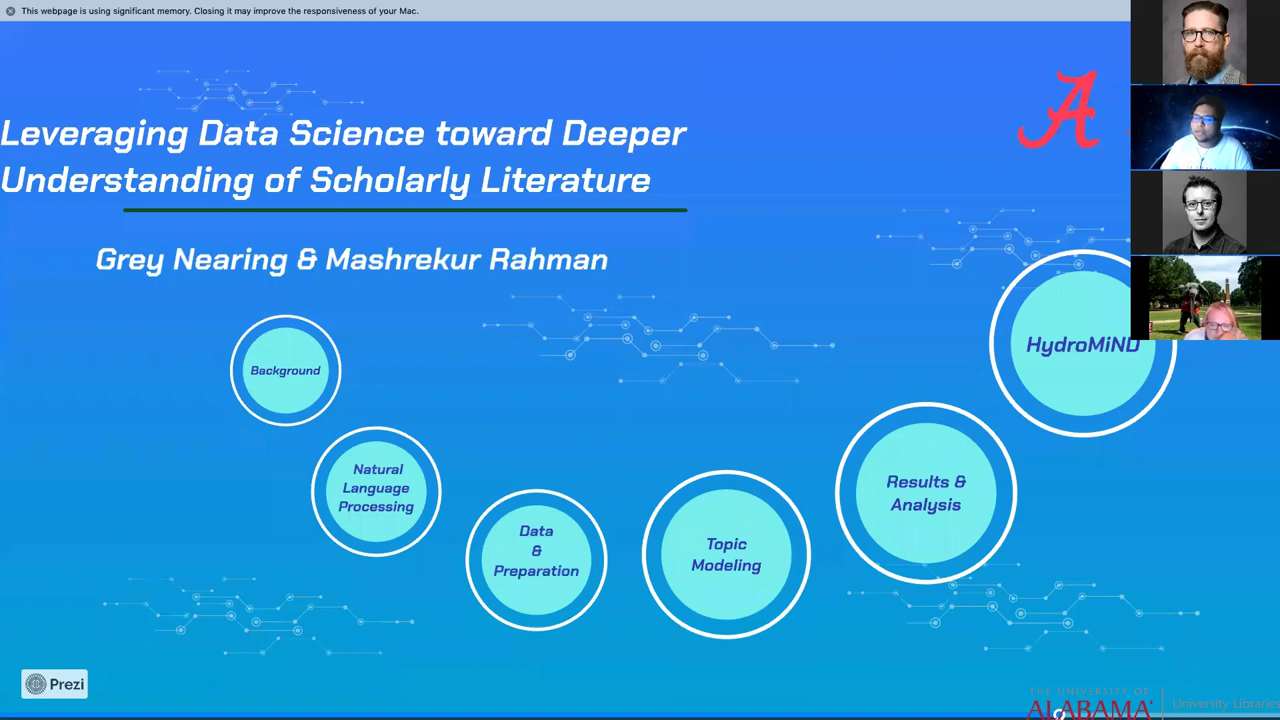 This webpage is using significant memory. Closing it may improve the responsiveness of your Mac.
Leveraging Data Science toward Deeper
Understanding of Scholarly Literature
Grey Nearing & Mashrekur Rahman
Background
Natural
Language
Processing
Data
&
Preparation
Topic
Modeling
Results &
Analysis
HydroMiND
A
Prezi
THE UNIVERSITY OF
ALABAMA
University Libraries